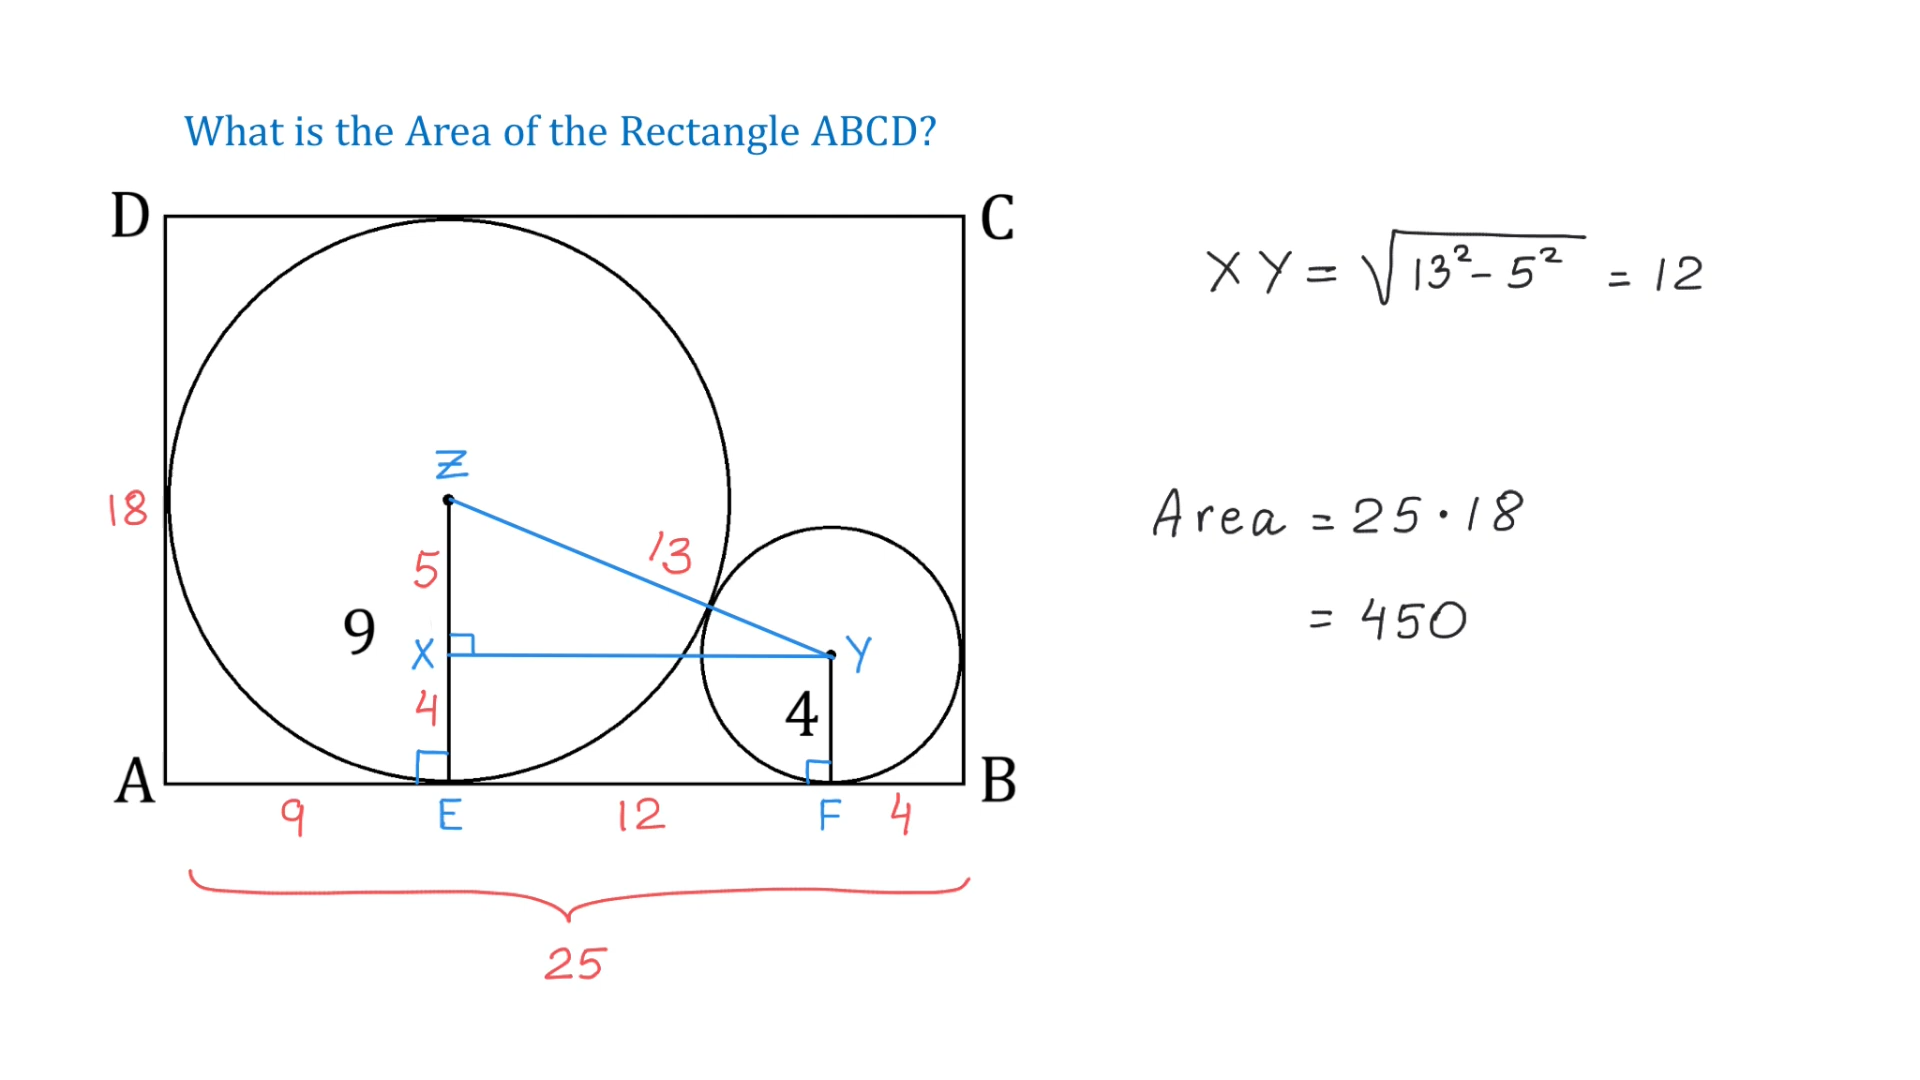 What is the Area of the Rectangle ABCD?
D
C
XY = √13² - 5² = 12
Z
18
5
13
Area = 25 · 18
9
X
Y
= 450
4
4
A
B
9
E
12
F
4
25